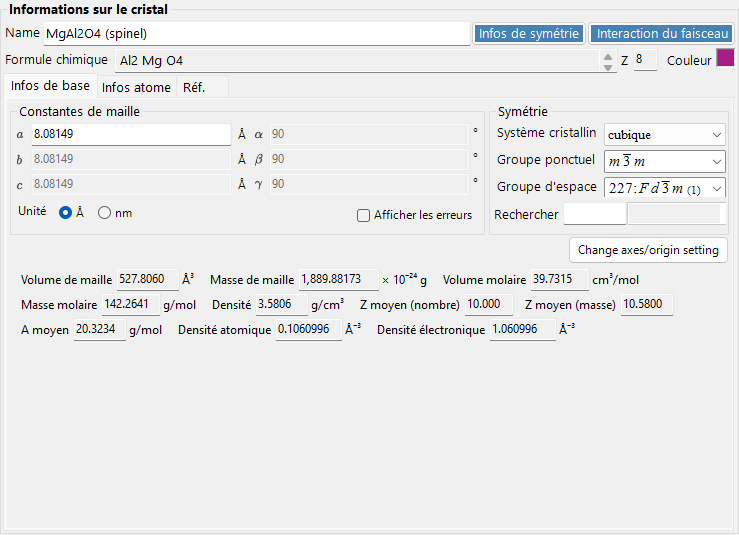 Informations sur le cristal
Name MgAl2O4 (spinel) Infos de symétrie Interaction du faisceau
Formule chimique Al2 Mg O4 Z 8 Couleur
Infos de base Infos atome Réf.
Constantes de maille
a 8.08149 Å α 90 °
b 8.08149 Å β 90 °
c 8.08149 Å γ 90 °
Unité Å nm Afficher les erreurs
Symétrie
Système cristallin cubique
Groupe ponctuel m 3̅ m
Groupe d'espace 227: F d 3̅ m (1)
Rechercher
Change axes/origin setting
Volume de maille 527.8060 Å³ Masse de maille 1,889.88173 × 10⁻²⁴ g Volume molaire 39.7315 cm³/mol
Masse molaire 142.2641 g/mol Densité 3.5806 g/cm³ Z moyen (nombre) 10.000 Z moyen (masse) 10.5800
A moyen 20.3234 g/mol Densité atomique 0.1060996 Å⁻³ Densité électronique 1.060996 Å⁻³